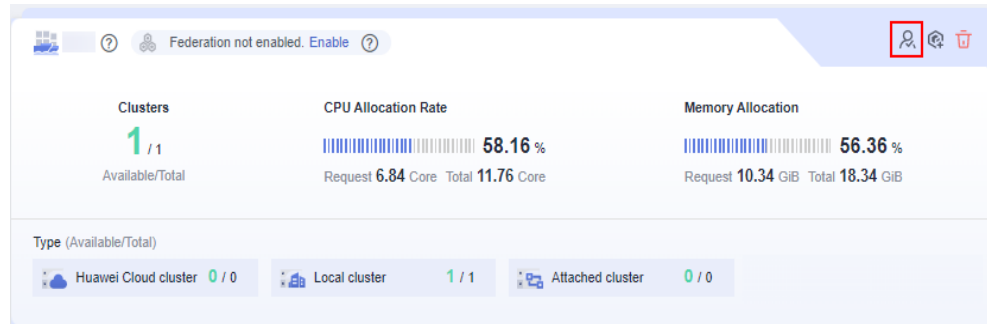 Federation not enabled. Enable
Clusters
1 / 1
Available/Total
CPU Allocation Rate
58.16 %
Request 6.84 Core Total 11.76 Core
Memory Allocation
56.36 %
Request 10.34 GiB Total 18.34 GiB
Type (Available/Total)
Huawei Cloud cluster 0 / 0
Local cluster 1 / 1
Attached cluster 0 / 0